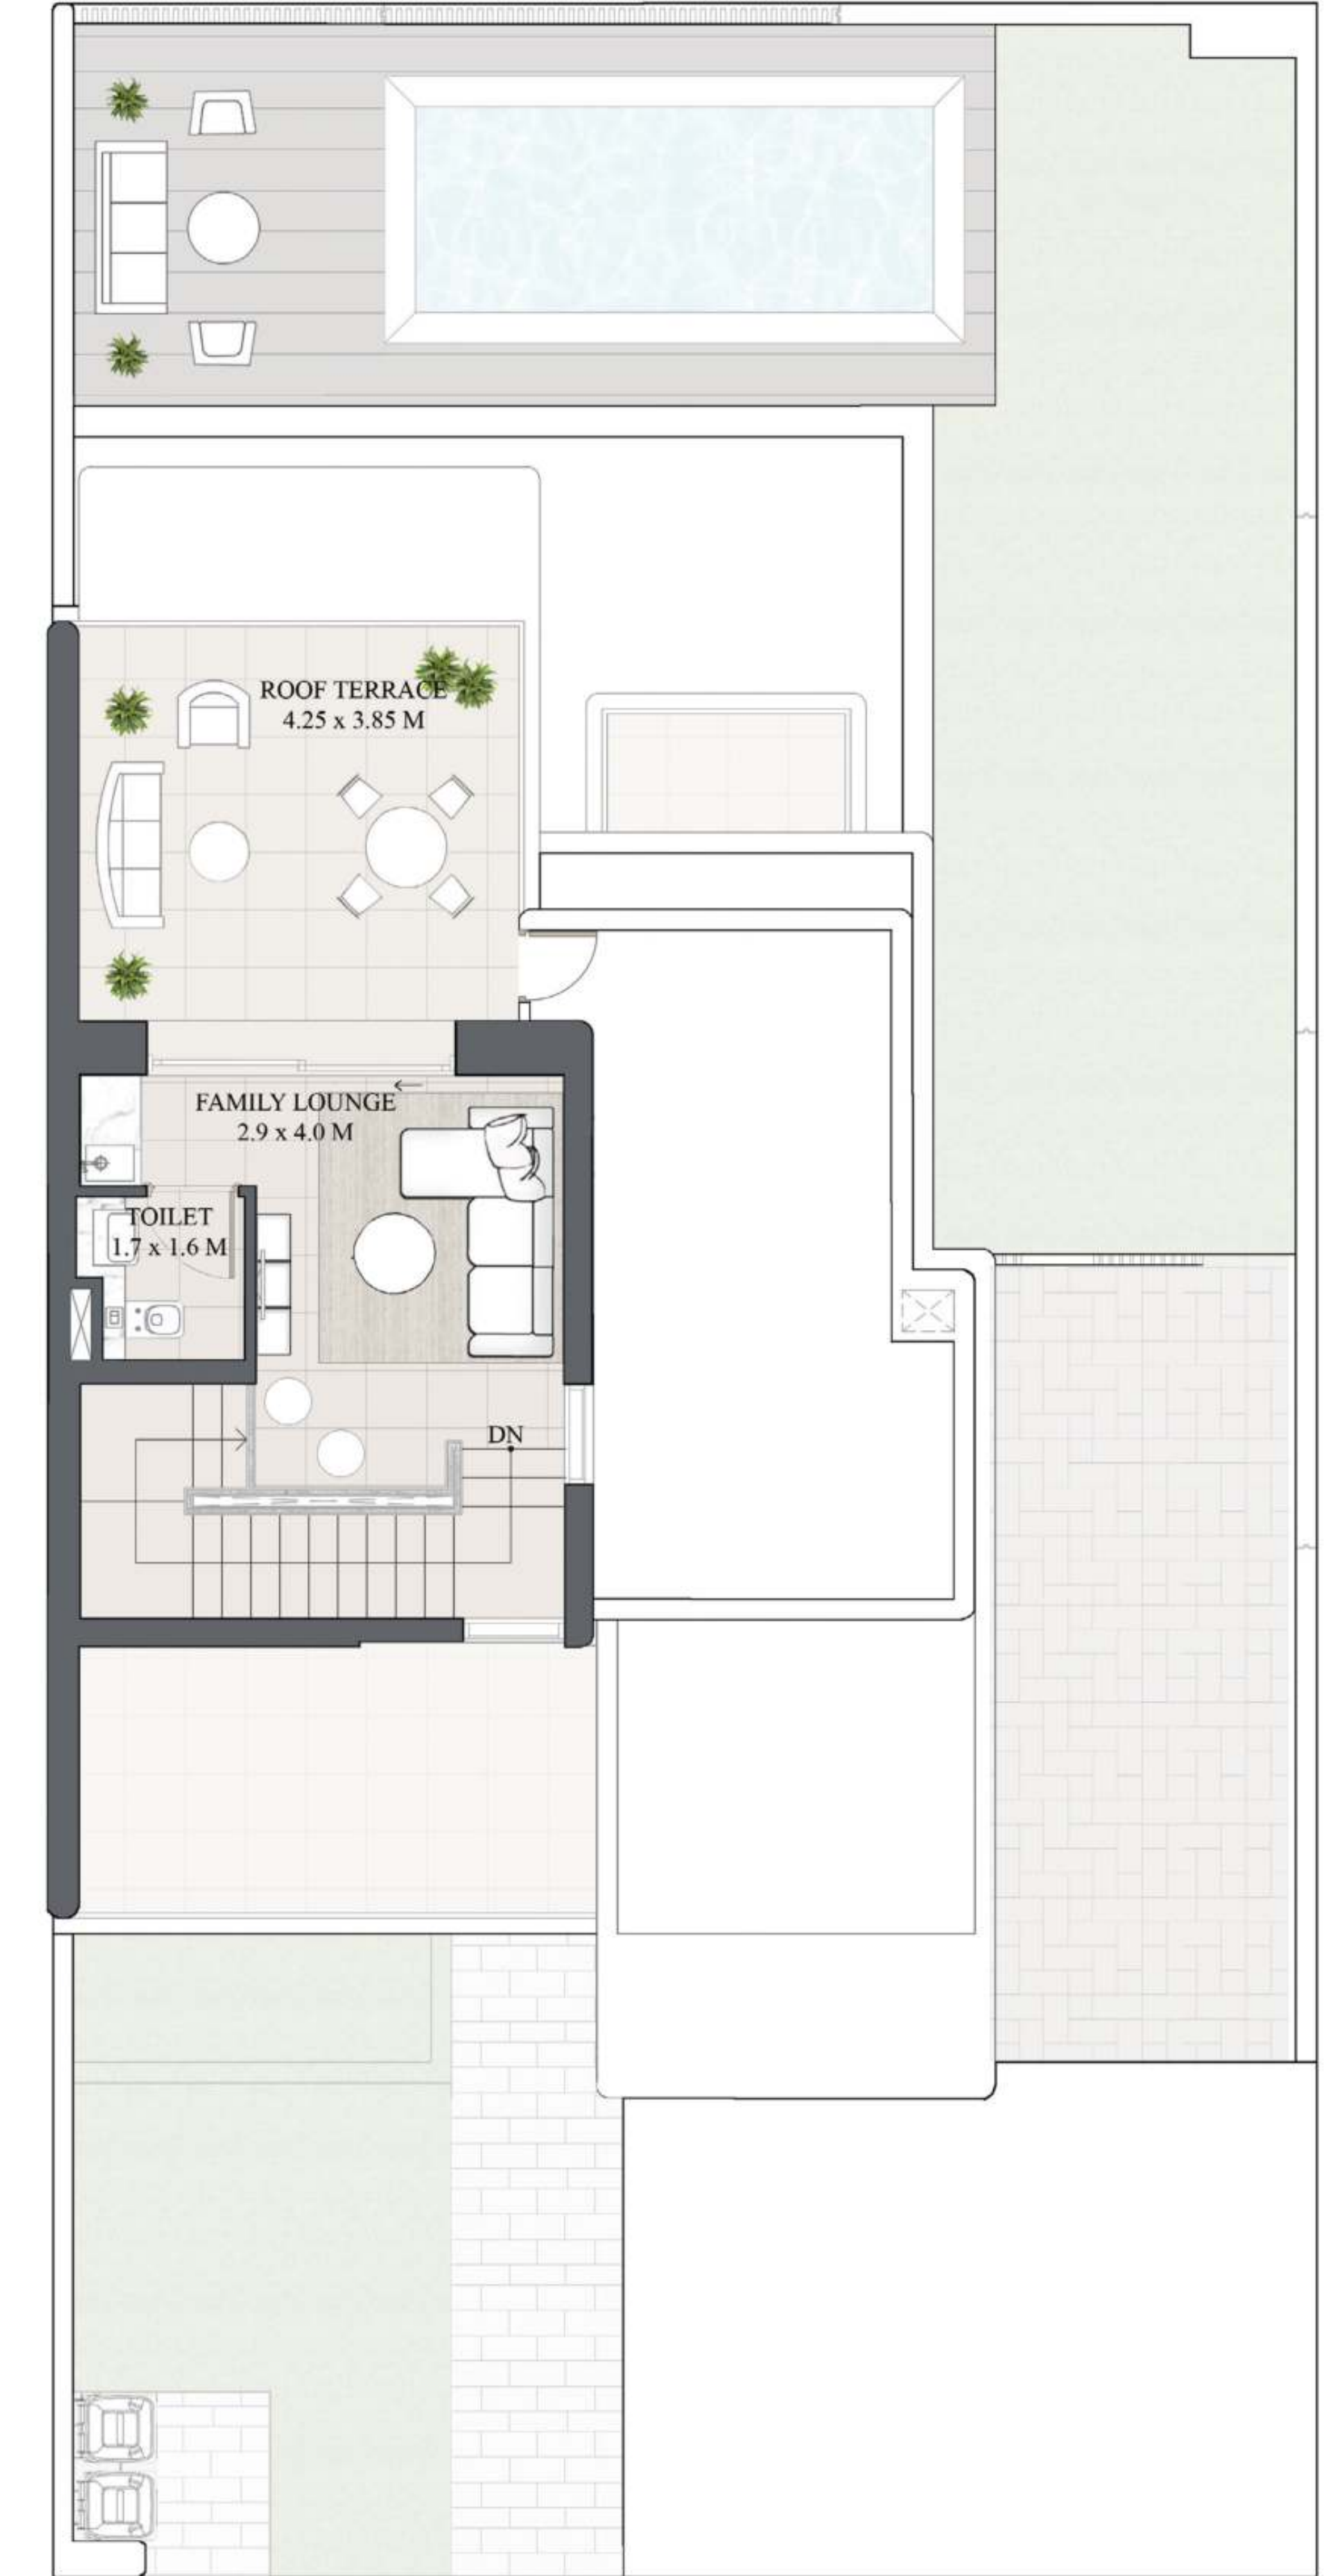 ROOF TERRACE
4.25 x 3.85 M
FAMILY LOUNGE
2.9 x 4.0 M
TOILET
1.7 x 1.6 M
DN